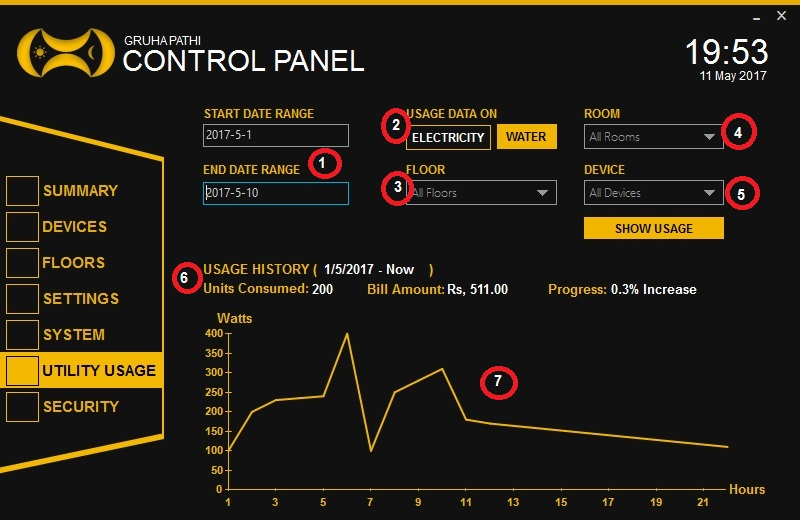 GRUHAPATHI
CONTROL PANEL
19:53
11 May 2017
START DATE RANGE
2017-5-1
END DATE RANGE
1
2017-5-10
2
USAGE DATA ON
ELECTRICITY
WATER
FLOOR
3
All Floors
ROOM
All Rooms
4
DEVICE
All Devices
5
SHOW USAGE
SUMMARY
DEVICES
FLOORS
SETTINGS
SYSTEM
UTILITY USAGE
SECURITY
6
USAGE HISTORY ( 1/5/2017 - Now )
Units Consumed: 200 Bill Amount: Rs, 511.00 Progress: 0.3% Increase
Watts
400
350
300
250
200
150
100
50
0
7
1 3 5 7 9 11 13 15 17 19 21
Hours